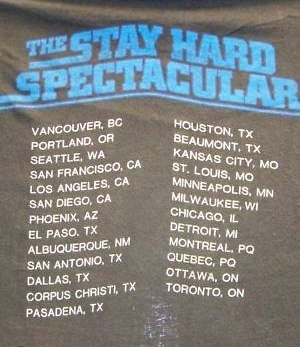 THE STAY HARD
SPECTACULAR
VANCOUVER, BC
PORTLAND, OR
SEATTLE, WA
SAN FRANCISCO, CA
LOS ANGELES, CA
SAN DIEGO, CA
PHOENIX, AZ
EL PASO, TX
ALBUQUERQUE, NM
SAN ANTONIO, TX
DALLAS, TX
CORPUS CHRISTI, TX
PASADENA, TX
HOUSTON, TX
BEAUMONT, TX
KANSAS CITY, MO
ST. LOUIS, MO
MINNEAPOLIS, MN
MILWAUKEE, WI
CHICAGO, IL
DETROIT, MI
MONTREAL, PQ
QUEBEC, PQ
OTTAWA, ON
TORONTO, ON